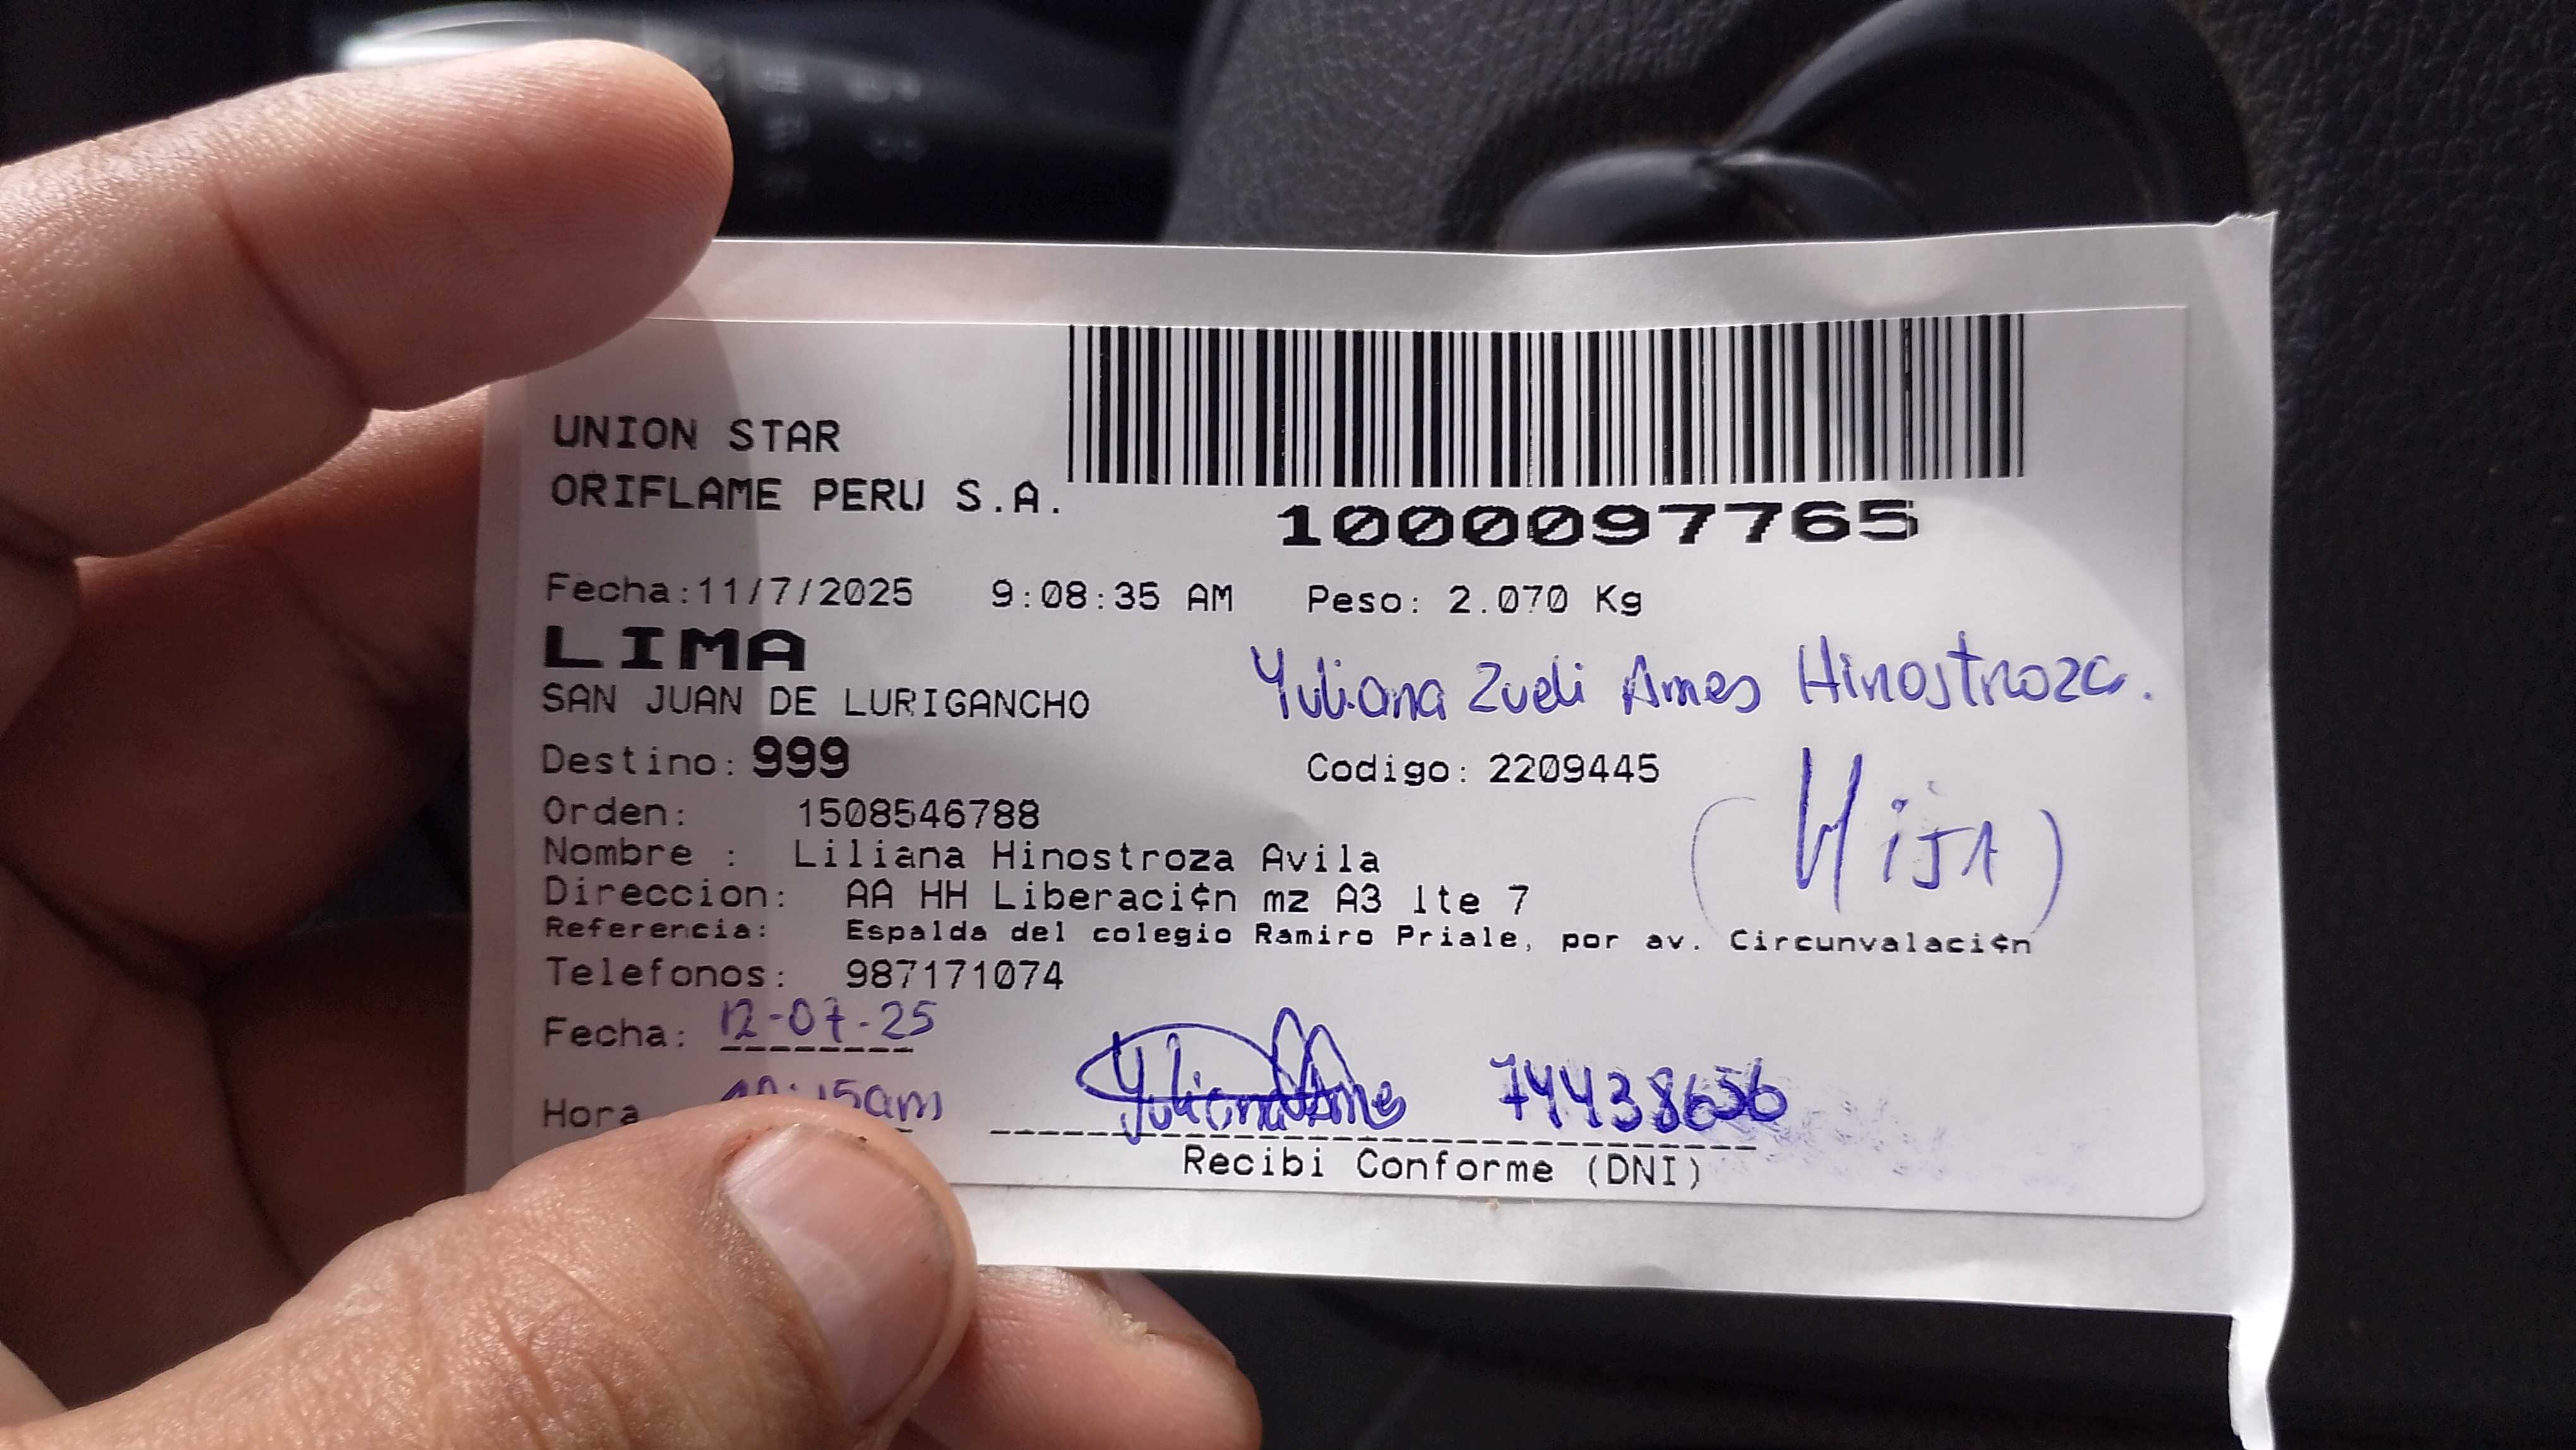 UNION STAR
ORIFLAME PERU S.A.
1000097765
Fecha:11/7/2025 9:08:35 AM Peso: 2.070 Kg
LIMA
Yuliana Zueli Ames Hinostroza.
SAN JUAN DE LURIGANCHO
Destino: 999 Codigo: 2209445
(HiJA)
Orden: 1508546788
Nombre : Liliana Hinostroza Avila
Direccion: AA HH Liberaci¢n mz A3 lte 7
Referencia: Espalda del colegio Ramiro Priale, por av. Circunvalaci¢n
Telefonos: 987171074
Fecha: 12-07-25
Hora
Yuliana Ames 74438656
Recibi Conforme (DNI)